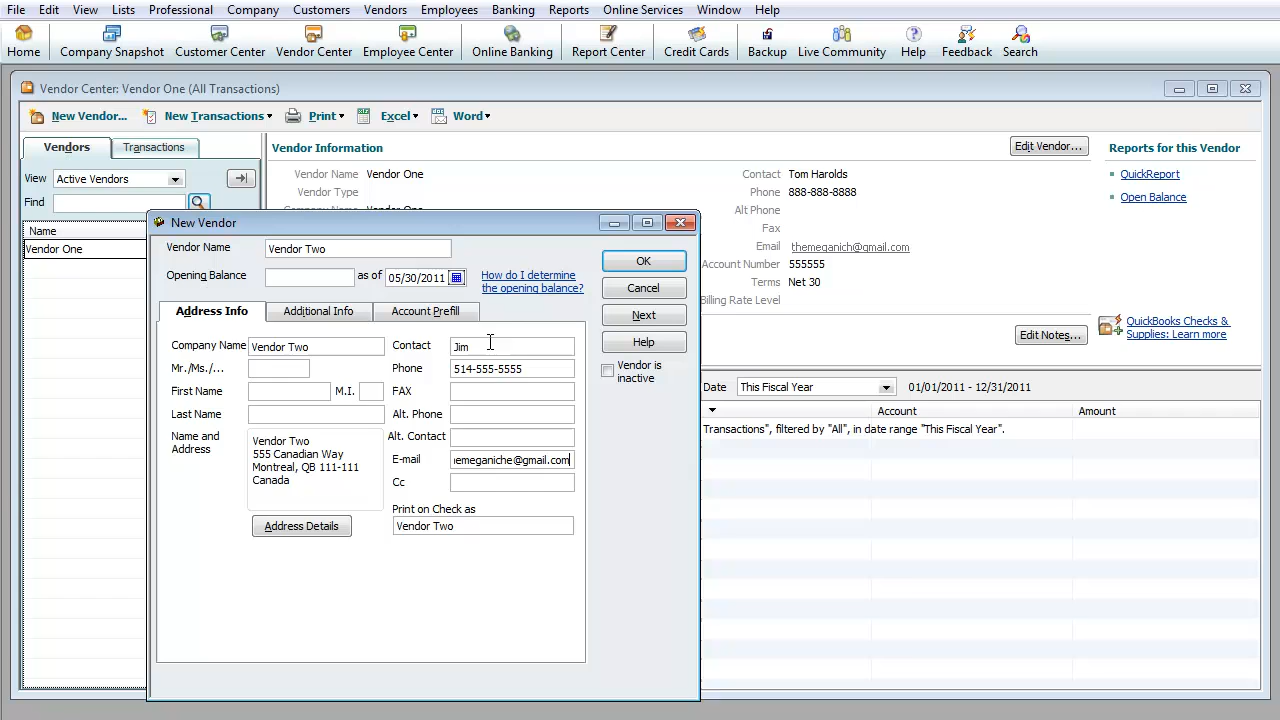 File Edit View Lists Professional Company Customers Vendors Employees Banking Reports Online Services Window Help
Home Company Snapshot Customer Center Vendor Center Employee Center Online Banking Report Center Credit Cards Backup Live Community Help Feedback Search
Vendor Center: Vendor One (All Transactions)
New Vendor... New Transactions Print Excel Word
Vendors Transactions
View Active Vendors
Find
Name
Vendor One
Vendor Information
Edit Vendor...
Vendor Name Vendor One
Vendor Type
Company Name Vendor One
Contact Tom Harolds
Phone 888-888-8888
Alt Phone
Fax
Email themeganich@gmail.com
Account Number 555555
Terms Net 30
Billing Rate Level
Edit Notes...
Reports for this Vendor
QuickReport
Open Balance
QuickBooks Checks &
Supplies: Learn more
Date This Fiscal Year 01/01/2011 - 12/31/2011
Account Amount
Transactions", filtered by "All", in date range "This Fiscal Year".
New Vendor
Vendor Name Vendor Two
Opening Balance as of 05/30/2011
How do I determine
the opening balance?
OK
Cancel
Next
Help
Vendor is
inactive
Address Info Additional Info Account Prefill
Company Name Vendor Two
Mr./Ms./...
First Name M.I.
Last Name
Name and
Address
Vendor Two
555 Canadian Way
Montreal, QB 111-111
Canada
Address Details
Contact Jim
Phone 514-555-5555
FAX
Alt. Phone
Alt. Contact
E-mail emeganiche@gmail.com
Cc
Print on Check as
Vendor Two